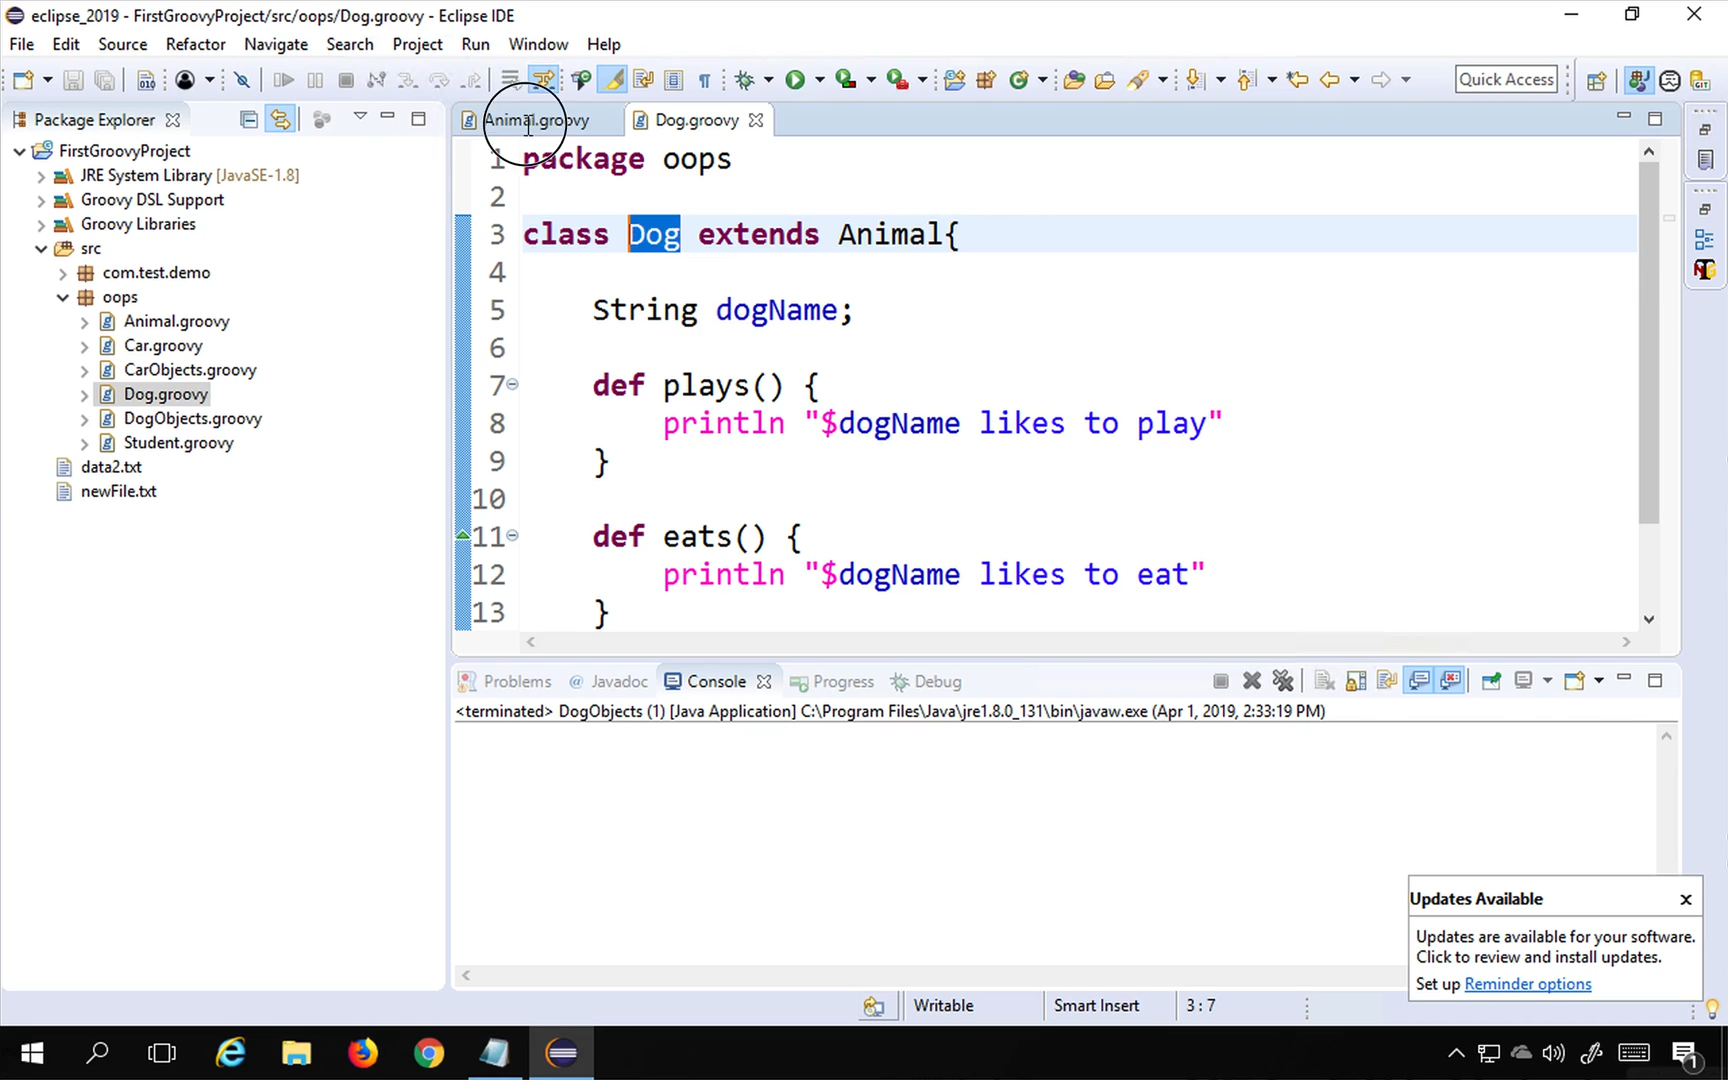 eclipse_2019 - FirstGroovyProject/src/oops/Dog.groovy - Eclipse IDE
File Edit Source Refactor Navigate Search Project Run Window Help
Quick Access
Package Explorer
Animal.groovy
Dog.groovy
FirstGroovyProject
JRE System Library [JavaSE-1.8]
Groovy DSL Support
Groovy Libraries
src
com.test.demo
oops
Animal.groovy
Car.groovy
CarObjects.groovy
Dog.groovy
DogObjects.groovy
Student.groovy
data2.txt
newFile.txt
1 package oops
2
3 class Dog extends Animal{
4
5 String dogName;
6
7 def plays() {
8 println "$dogName likes to play"
9 }
10
11 def eats() {
12 println "$dogName likes to eat"
13 }
Problems @ Javadoc Console Progress Debug
<terminated> DogObjects (1) [Java Application] C:\Program Files\Java\jre1.8.0_131\bin\javaw.exe (Apr 1, 2019, 2:33:19 PM)
Updates Available
Updates are available for your software.
Click to review and install updates.
Set up Reminder options
Writable Smart Insert 3 : 7
1